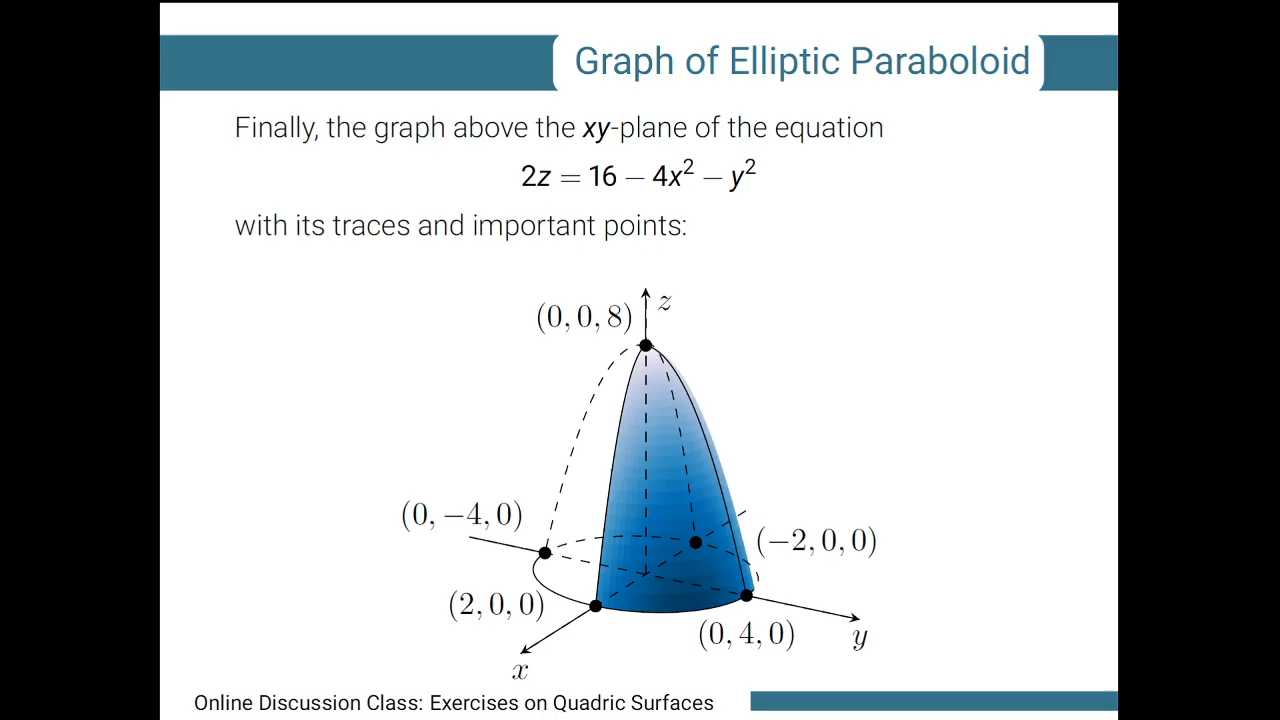 Graph of Elliptic Paraboloid
Finally, the graph above the xy-plane of the equation
2z = 16 − 4x² − y²
with its traces and important points:
(0, 0, 8)
z
(0, −4, 0)
(−2, 0, 0)
(2, 0, 0)
(0, 4, 0)
y
x
Online Discussion Class: Exercises on Quadric Surfaces